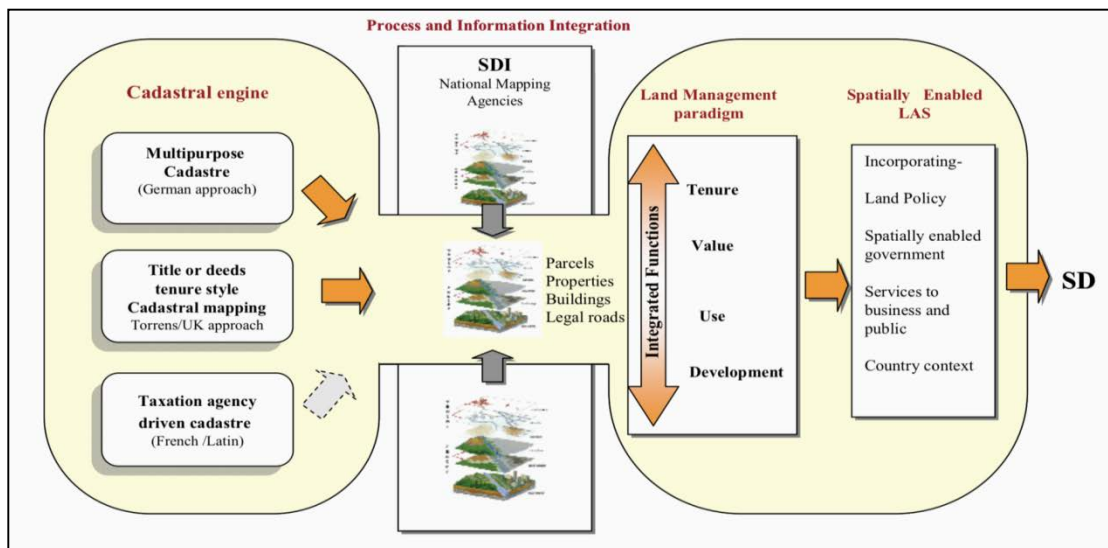 Process and Information Integration
Cadastral engine
Multipurpose
Cadastre
(German approach)
Title or deeds
tenure style
Cadastral mapping
Torrens/UK approach
Taxation agency
driven cadastre
(French /Latin)
SDI
National Mapping
Agencies
Parcels
Properties
Buildings
Legal roads
Land Management
paradigm
Integrated Functions
Tenure
Value
Use
Development
Spatially Enabled
LAS
Incorporating-
Land Policy
Spatially enabled
government
Services to
business and
public
Country context
SD